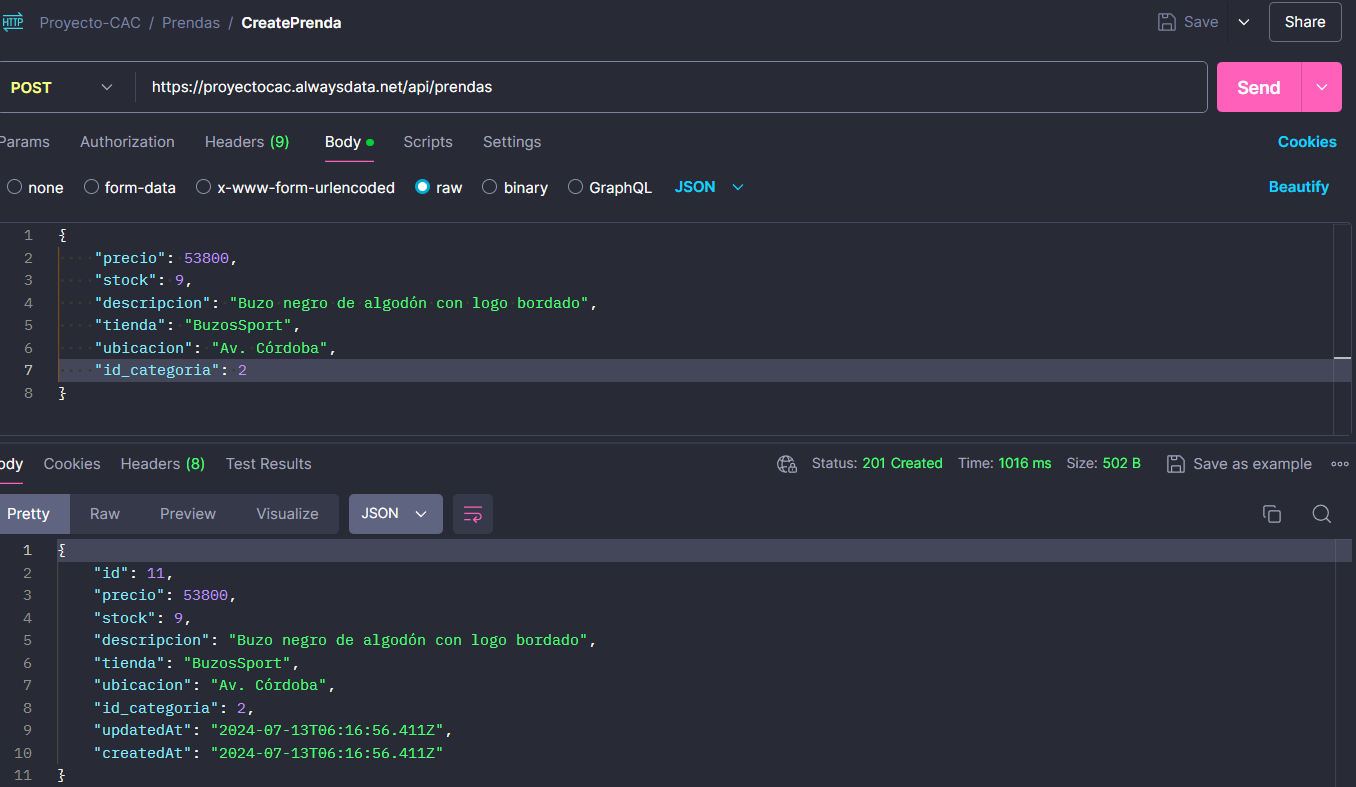 HTTP Proyecto-CAC / Prendas / CreatePrenda Save Share
POST https://proyectocac.alwaysdata.net/api/prendas Send
Params Authorization Headers (9) Body Scripts Settings Cookies
none form-data x-www-form-urlencoded raw binary GraphQL JSON Beautify
1 {
2 "precio": 53800,
3 "stock": 9,
4 "descripcion": "Buzo negro de algodón con logo bordado",
5 "tienda": "BuzosSport",
6 "ubicacion": "Av. Córdoba",
7 "id_categoria": 2
8 }
ody Cookies Headers (8) Test Results Status: 201 Created Time: 1016 ms Size: 502 B Save as example
Pretty Raw Preview Visualize JSON
1 {
2 "id": 11,
3 "precio": 53800,
4 "stock": 9,
5 "descripcion": "Buzo negro de algodón con logo bordado",
6 "tienda": "BuzosSport",
7 "ubicacion": "Av. Córdoba",
8 "id_categoria": 2,
9 "updatedAt": "2024-07-13T06:16:56.411Z",
10 "createdAt": "2024-07-13T06:16:56.411Z"
11 }